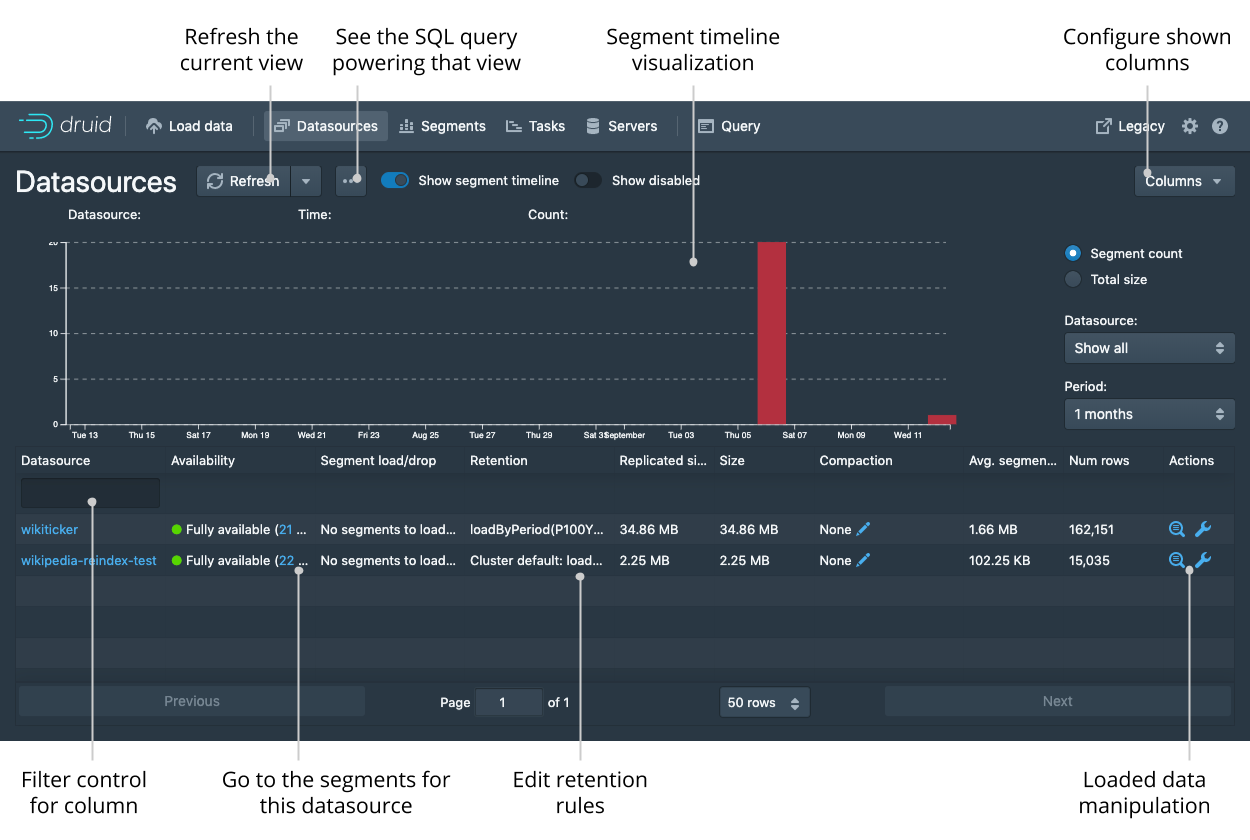 Refresh the
current view
See the SQL query
powering that view
Segment timeline
visualization
Configure shown
columns
druid
Load data
Datasources
Segments
Tasks
Servers
Query
Legacy
Datasources
Refresh
Show segment timeline
Show disabled
Columns
Datasource:
Time:
Count:
20
15
10
5
0
Tue 13
Thu 15
Sat 17
Mon 19
Wed 21
Fri 23
Aug 25
Tue 27
Thu 29
Sat 31
September
Tue 03
Thu 05
Sat 07
Mon 09
Wed 11
Segment count
Total size
Datasource:
Show all
Period:
1 months
Datasource
Availability
Segment load/drop
Retention
Replicated si...
Size
Compaction
Avg. segmen...
Num rows
Actions
wikiticker
Fully available (21 ...
No segments to load...
loadByPeriod(P100Y...
34.86 MB
34.86 MB
None
1.66 MB
162,151
wikipedia-reindex-test
Fully available (22 ...
No segments to load...
Cluster default: load...
2.25 MB
2.25 MB
None
102.25 KB
15,035
Previous
Page
1
of 1
50 rows
Next
Filter control
for column
Go to the segments for
this datasource
Edit retention
rules
Loaded data
manipulation